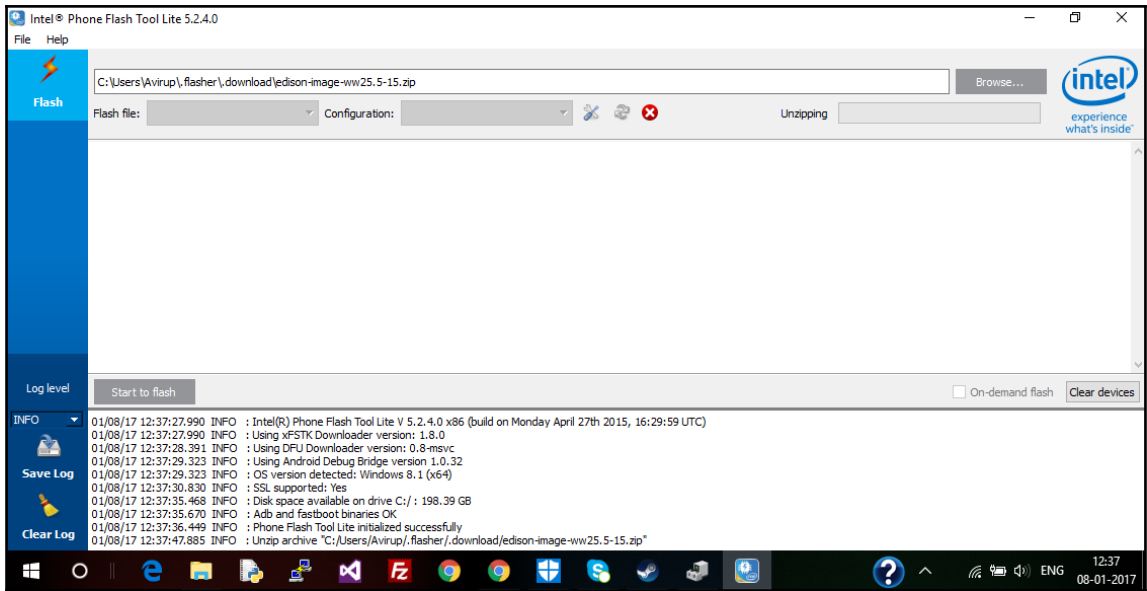 Intel® Phone Flash Tool Lite 5.2.4.0
File Help
Flash
C:\Users\Avirup\.flasher\.download\edison-image-ww25.5-15.zip
Browse...
intel
experience
what's inside™
Flash file:
Configuration:
Unzipping
Log level
Start to flash
On-demand flash
Clear devices
INFO
Save Log
Clear Log
01/08/17 12:37:27.990 INFO : Intel(R) Phone Flash Tool Lite V 5.2.4.0 x86 (build on Monday April 27th 2015, 16:29:59 UTC)
01/08/17 12:37:27.990 INFO : Using xFSTK Downloader version: 1.8.0
01/08/17 12:37:28.391 INFO : Using DFU Downloader version: 0.8-msvc
01/08/17 12:37:29.323 INFO : Using Android Debug Bridge version 1.0.32
01/08/17 12:37:29.323 INFO : OS version detected: Windows 8.1 (x64)
01/08/17 12:37:30.830 INFO : SSL supported: Yes
01/08/17 12:37:35.468 INFO : Disk space available on drive C:/ : 198.39 GB
01/08/17 12:37:35.670 INFO : Adb and fastboot binaries OK
01/08/17 12:37:36.449 INFO : Phone Flash Tool Lite initialized successfully
01/08/17 12:37:47.885 INFO : Unzip archive "C:/Users/Avirup/.flasher/.download/edison-image-ww25.5-15.zip"
ENG
12:37
08-01-2017